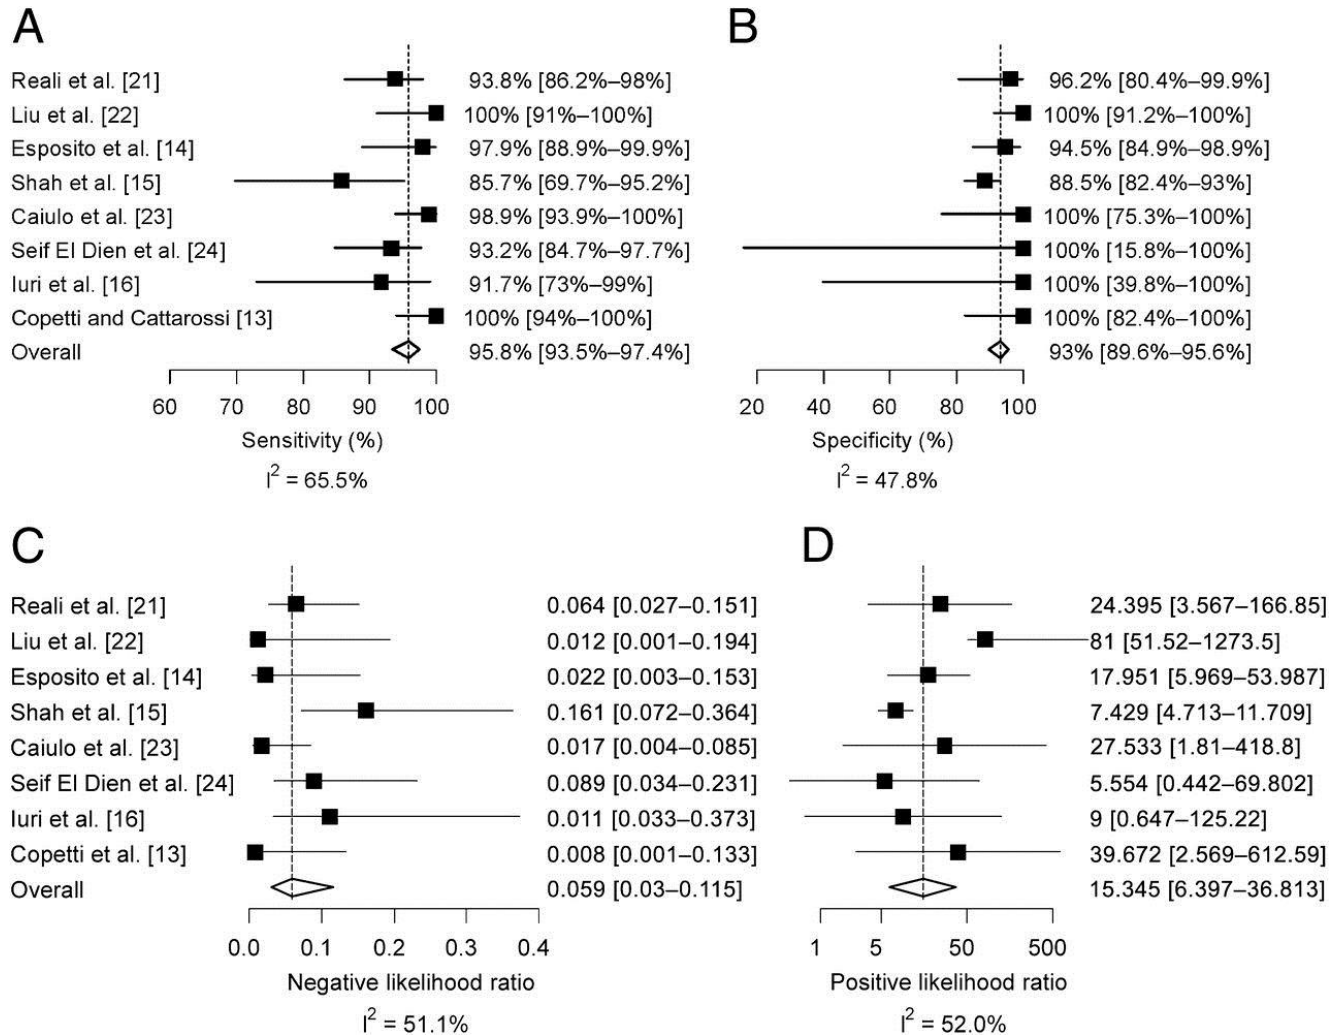 A
Reali et al. [21] 93.8% [86.2%–98%]
Liu et al. [22] 100% [91%–100%]
Esposito et al. [14] 97.9% [88.9%–99.9%]
Shah et al. [15] 85.7% [69.7%–95.2%]
Caiulo et al. [23] 98.9% [93.9%–100%]
Seif El Dien et al. [24] 93.2% [84.7%–97.7%]
Iuri et al. [16] 91.7% [73%–99%]
Copetti and Cattarossi [13] 100% [94%–100%]
Overall 95.8% [93.5%–97.4%]
60 70 80 90 100
Sensitivity (%)
I² = 65.5%
B
96.2% [80.4%–99.9%]
100% [91.2%–100%]
94.5% [84.9%–98.9%]
88.5% [82.4%–93%]
100% [75.3%–100%]
100% [15.8%–100%]
100% [39.8%–100%]
100% [82.4%–100%]
93% [89.6%–95.6%]
20 40 60 80 100
Specificity (%)
I² = 47.8%
C
Reali et al. [21] 0.064 [0.027–0.151]
Liu et al. [22] 0.012 [0.001–0.194]
Esposito et al. [14] 0.022 [0.003–0.153]
Shah et al. [15] 0.161 [0.072–0.364]
Caiulo et al. [23] 0.017 [0.004–0.085]
Seif El Dien et al. [24] 0.089 [0.034–0.231]
Iuri et al. [16] 0.011 [0.033–0.373]
Copetti et al. [13] 0.008 [0.001–0.133]
Overall 0.059 [0.03–0.115]
0.0 0.1 0.2 0.3 0.4
Negative likelihood ratio
I² = 51.1%
D
24.395 [3.567–166.85]
81 [51.52–1273.5]
17.951 [5.969–53.987]
7.429 [4.713–11.709]
27.533 [1.81–418.8]
5.554 [0.442–69.802]
9 [0.647–125.22]
39.672 [2.569–612.59]
15.345 [6.397–36.813]
1 5 50 500
Positive likelihood ratio
I² = 52.0%